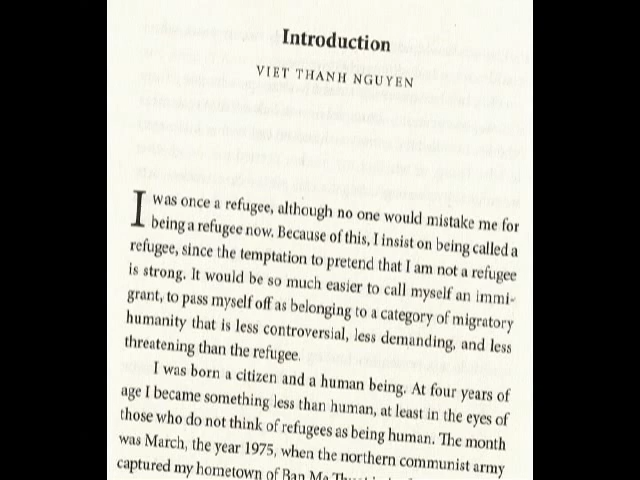 Introduction
VIET THANH NGUYEN
I was once a refugee, although no one would mistake me for
being a refugee now. Because of this, I insist on being called a
refugee, since the temptation to pretend that I am not a refugee
is strong. It would be so much easier to call myself an immi-
grant, to pass myself off as belonging to a category of migratory
humanity that is less controversial, less demanding, and less
threatening than the refugee.
I was born a citizen and a human being. At four years of
age I became something less than human, at least in the eyes of
those who do not think of refugees as being human. The month
was March, the year 1975, when the northern communist army
captured my hometown of Ban Me